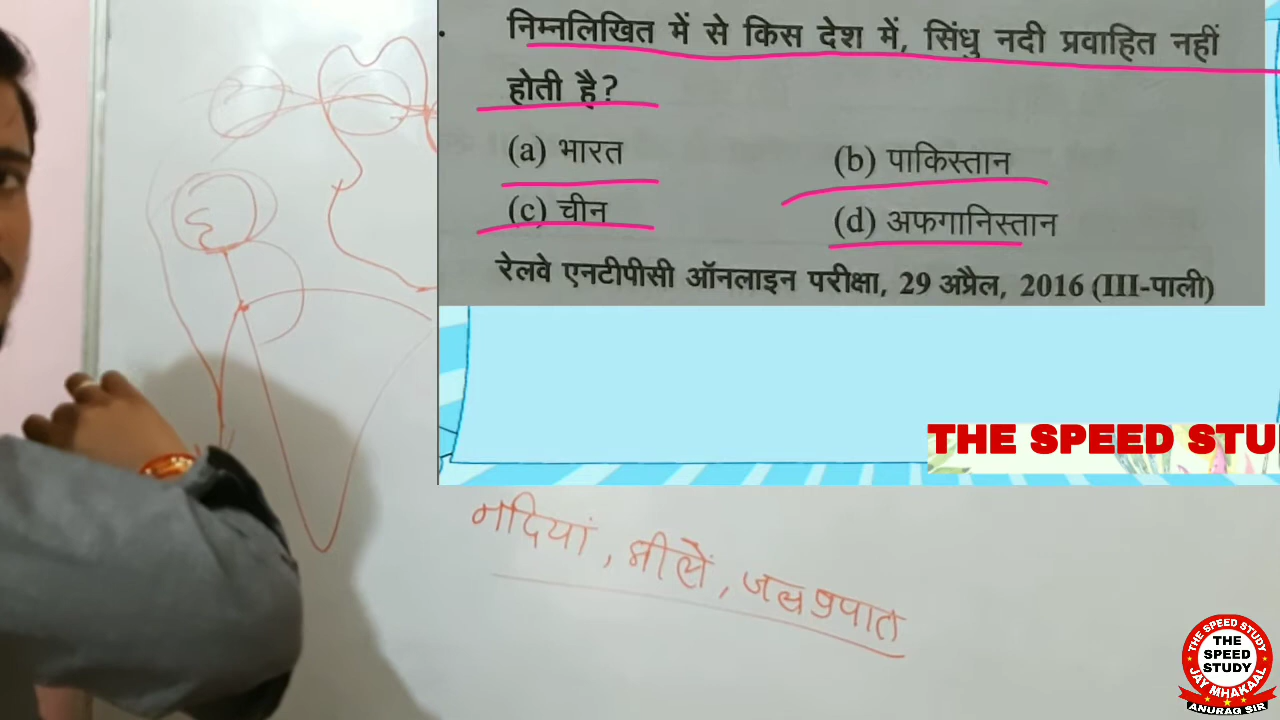 निम्नलिखित में से किस देश में, सिंधु नदी प्रवाहित नहीं
होती है?
(a) भारत (b) पाकिस्तान
(c) चीन (d) अफगानिस्तान
रेलवे एनटीपीसी ऑनलाइन परीक्षा, 29 अप्रैल, 2016 (III-पाली)
THE SPEED STU
नदियां, झीलें, जलप्रपात
THE SPEED STUDY
THE
SPEED
STUDY
JAY MHAKAAL
ANURAG SIR